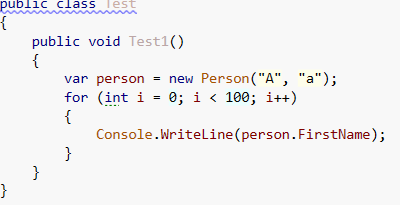 public class Test
{
    public void Test1()
    {
        var person = new Person("A", "a");
        for (int i = 0; i < 100; i++)
        {
            Console.WriteLine(person.FirstName);
        }
    }
}